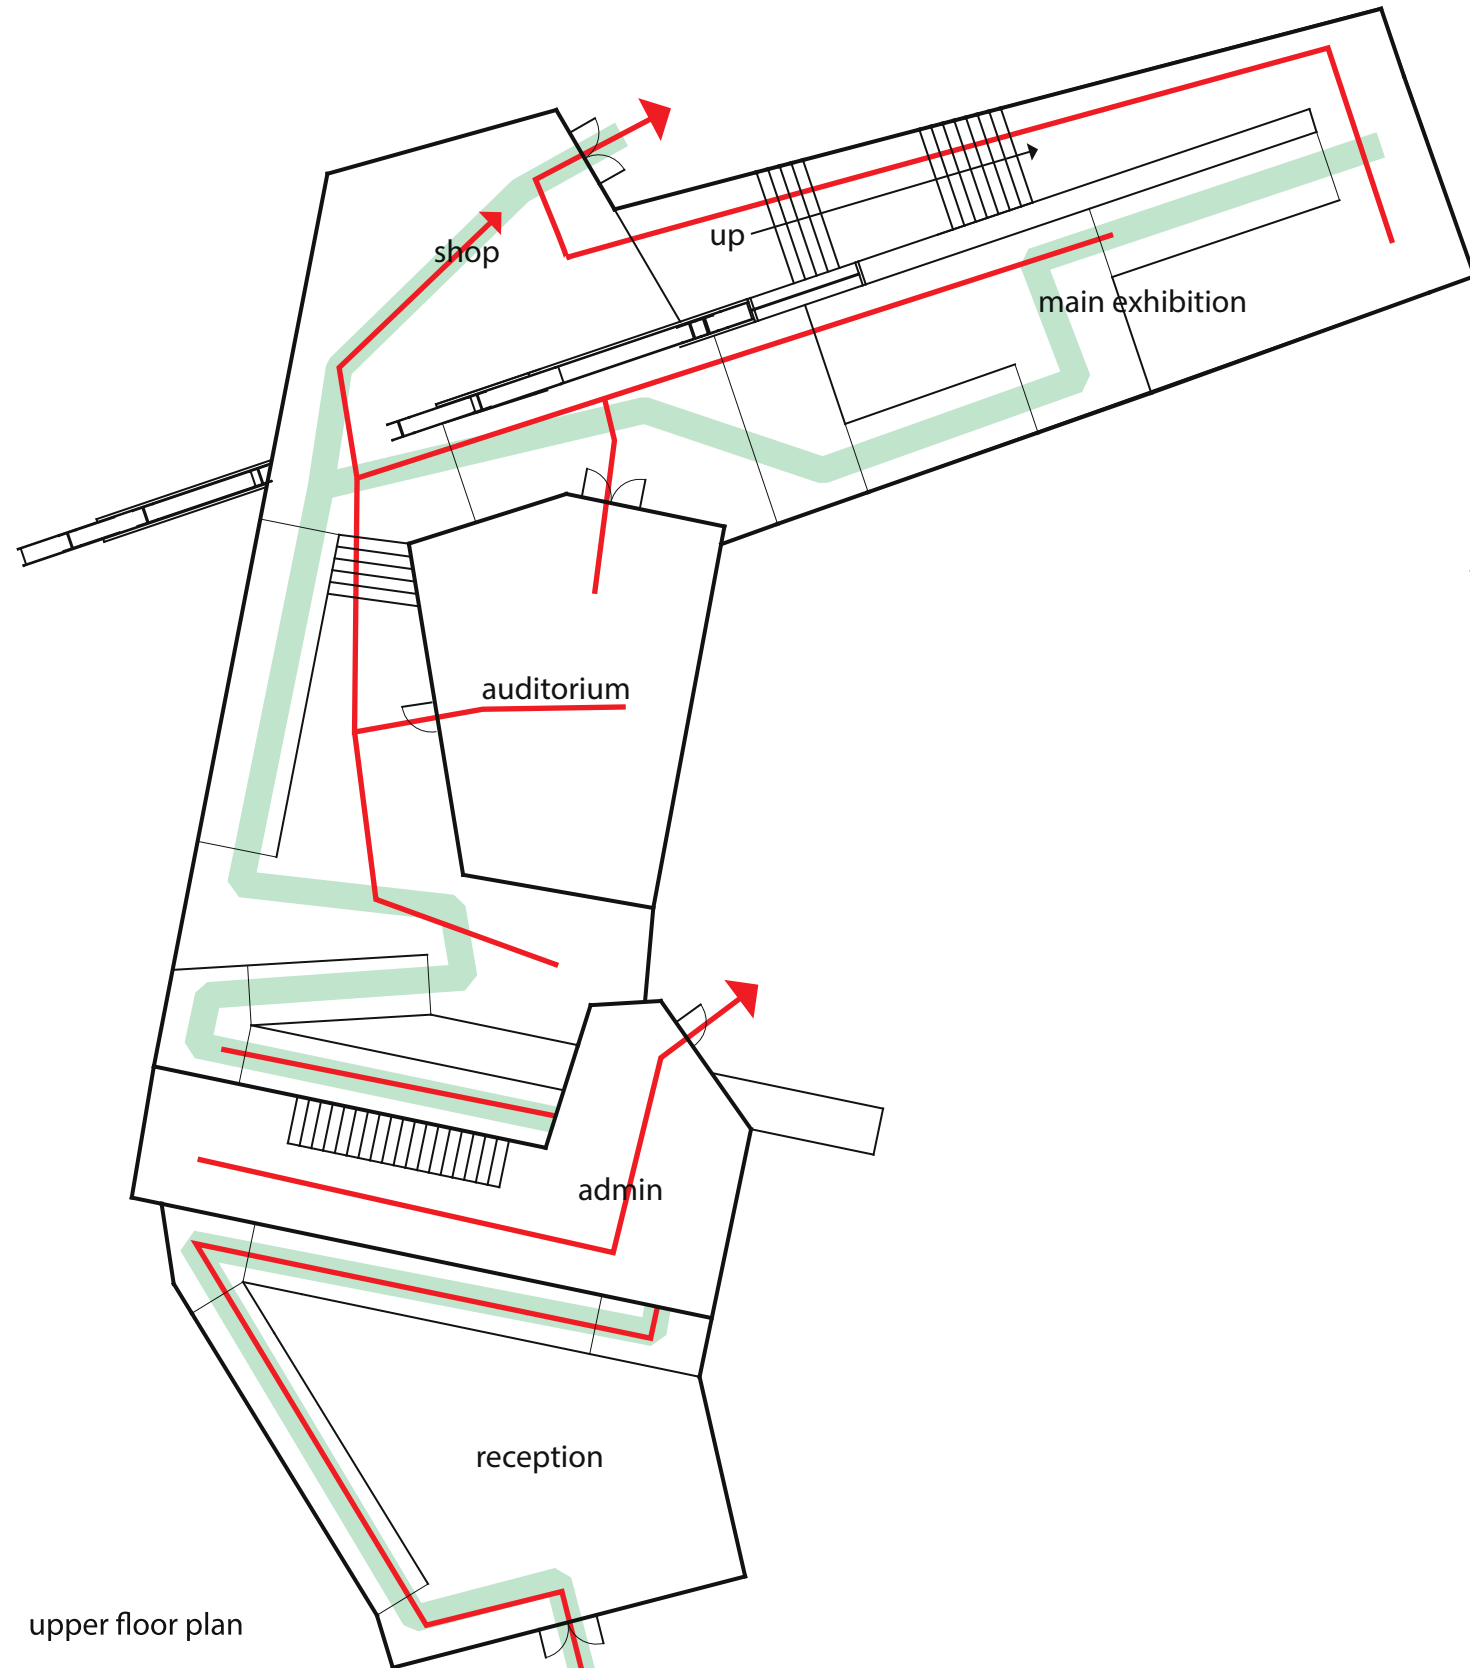 shop
up
main exhibition
auditorium
admin
reception
upper floor plan